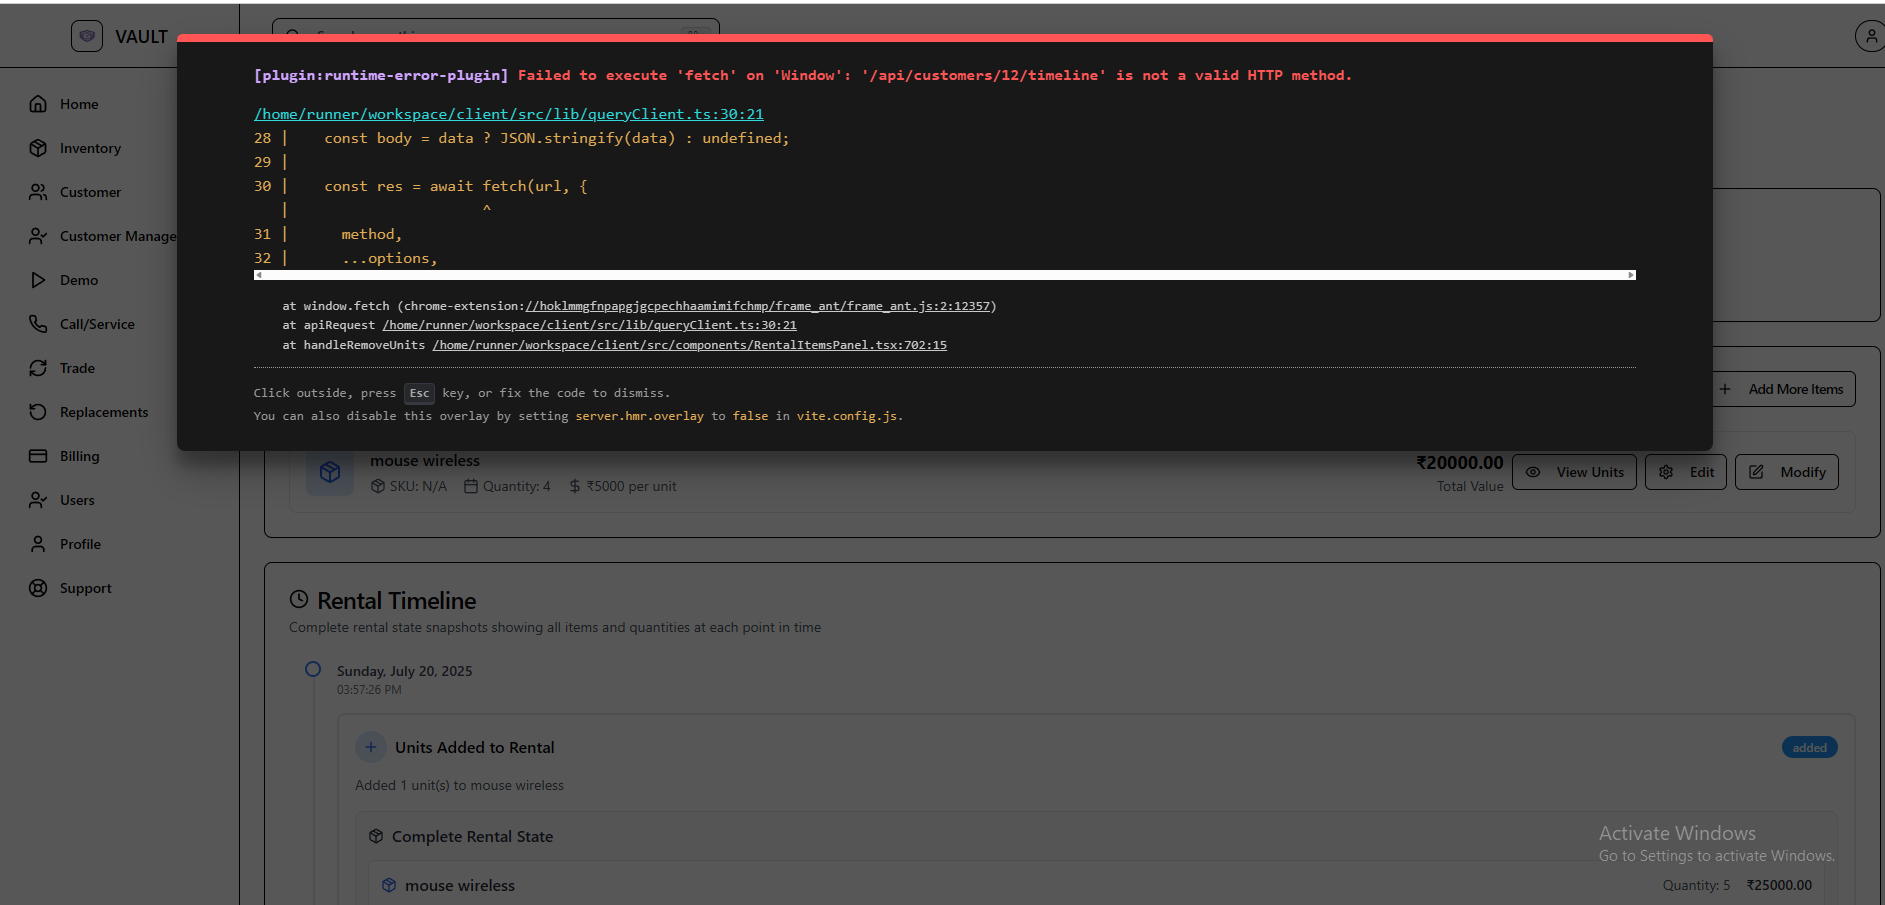 VAULT
[plugin:runtime-error-plugin] Failed to execute 'fetch' on 'Window': '/api/customers/12/timeline' is not a valid HTTP method.
/home/runner/workspace/client/src/lib/queryClient.ts:30:21
28 |    const body = data ? JSON.stringify(data) : undefined;
29 |
30 |    const res = await fetch(url, {
|                      ^
31 |      method,
32 |      ...options,
at window.fetch (chrome-extension://hoklmmgfnpapgjgcpechhaamimifchmp/frame_ant/frame_ant.js:2:12357)
at apiRequest /home/runner/workspace/client/src/lib/queryClient.ts:30:21
at handleRemoveUnits /home/runner/workspace/client/src/components/RentalItemsPanel.tsx:702:15
Click outside, press Esc key, or fix the code to dismiss.
You can also disable this overlay by setting server.hmr.overlay to false in vite.config.js.
Home
Inventory
Customer
Customer Manage
Demo
Call/Service
Trade
Replacements
Billing
Users
Profile
Support
Add More Items
mouse wireless
SKU: N/A Quantity: 4 ₹5000 per unit
₹20000.00
Total Value
View Units
Edit
Modify
Rental Timeline
Complete rental state snapshots showing all items and quantities at each point in time
Sunday, July 20, 2025
03:57:26 PM
Units Added to Rental
added
Added 1 unit(s) to mouse wireless
Complete Rental State
mouse wireless
Quantity: 5 ₹25000.00
Activate Windows
Go to Settings to activate Windows.